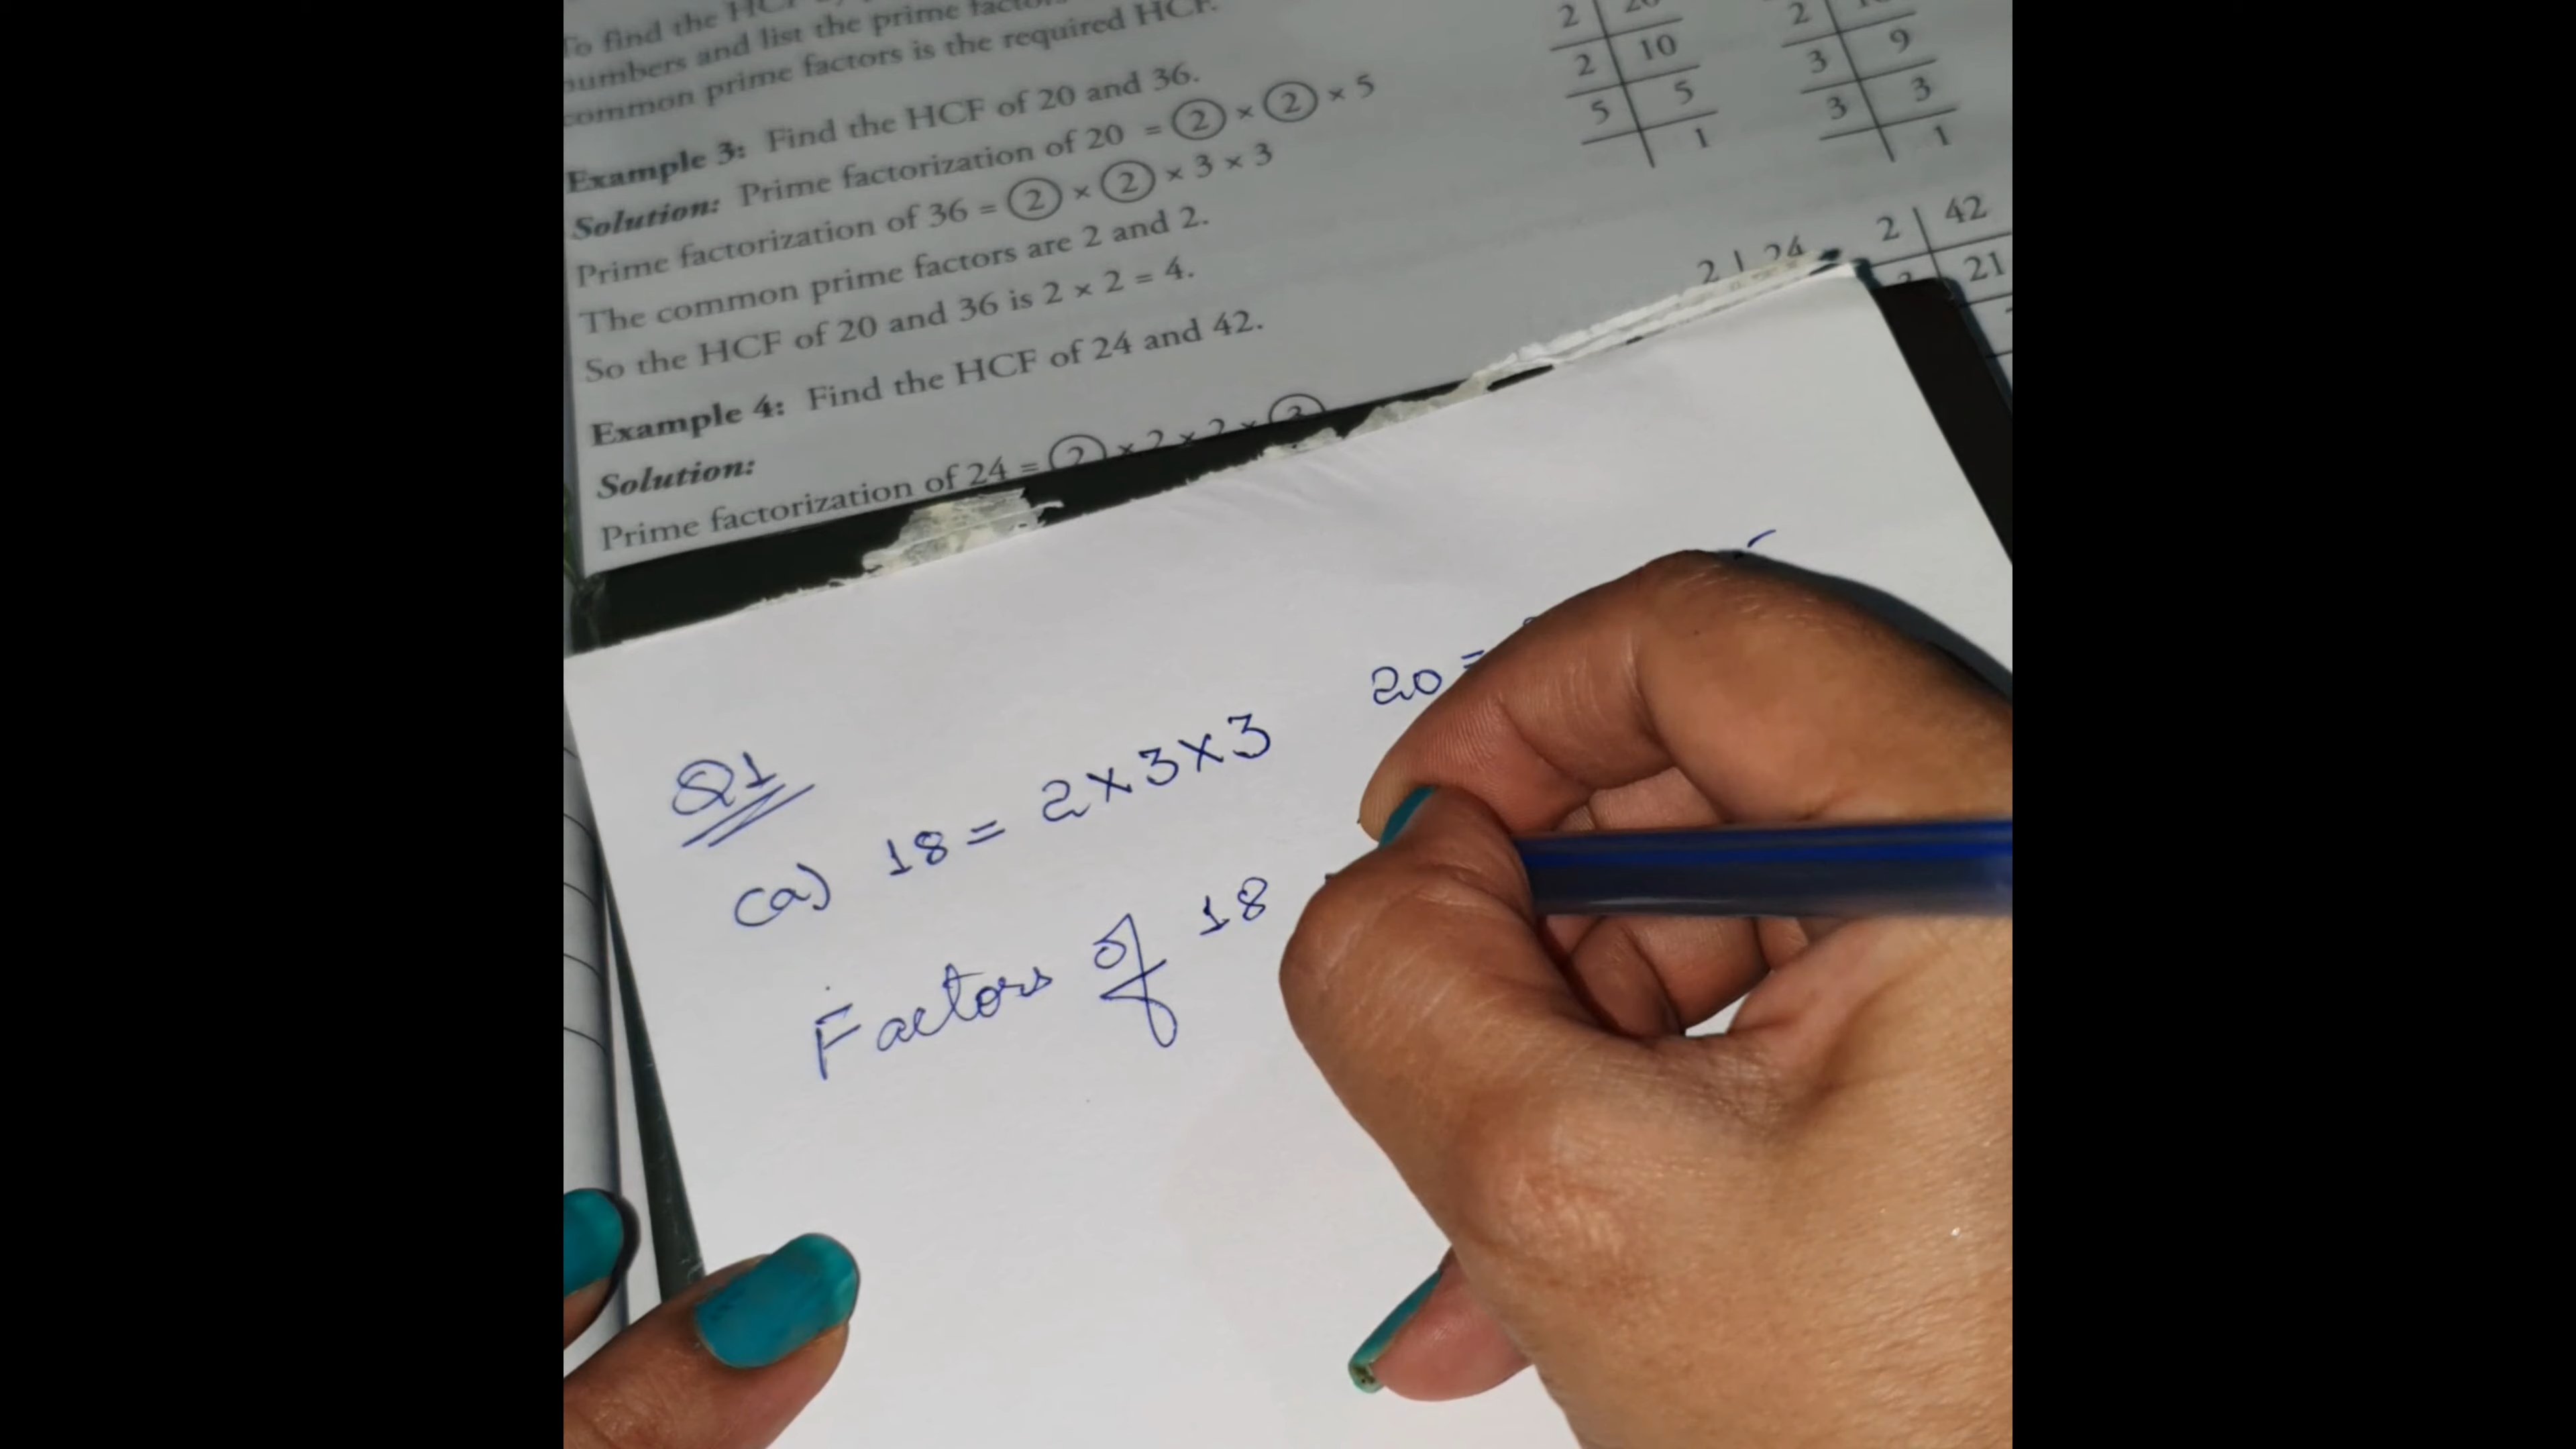 To find the HCF
numbers and list the prime
common prime factors is the required HCF.
Example 3: Find the HCF of 20 and 36.
Solution: Prime factorization of 20 = 2 × 2 × 5
Prime factorization of 36 = 2 × 2 × 3 × 3
The common prime factors are 2 and 2.
So the HCF of 20 and 36 is 2 × 2 = 4.
Example 4: Find the HCF of 24 and 42.
Solution:
Prime factorization of 24 = 2 × 2 × 2 ×
2 20
2 10
5 5
1
2
3 9
3 3
1
2 24
2 42
21
Q1
(a) 18 = 2×3×3 20 =
Factors of 18